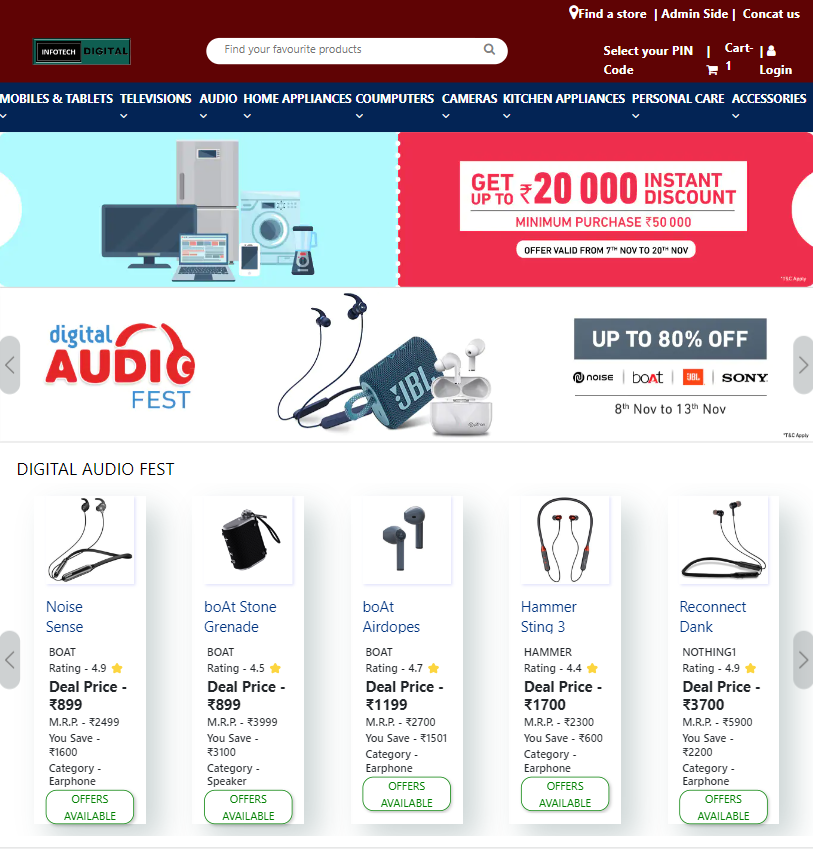 Find a store | Admin Side | Concat us
INFOTECH DIGITAL
Find your favourite products
Select your PIN Code | Cart-1 | Login
MOBILES & TABLETS TELEVISIONS AUDIO HOME APPLIANCES COUMPUTERS CAMERAS KITCHEN APPLIANCES PERSONAL CARE ACCESSORIES
GET UP TO ₹20 000 INSTANT DISCOUNT
MINIMUM PURCHASE ₹50 000
OFFER VALID FROM 7TH NOV TO 20TH NOV
*T&C Apply
digital
AUDIO
FEST
JBL
UP TO 80% OFF
noise | boAt | JBL | SONY
8th Nov to 13th Nov
*T&C Apply
DIGITAL AUDIO FEST
Noise
Sense
BOAT
Rating - 4.9
Deal Price -
₹899
M.R.P. - ₹2499
You Save -
₹1600
Category -
Earphone
OFFERS
AVAILABLE
boAt Stone
Grenade
BOAT
Rating - 4.5
Deal Price -
₹899
M.R.P. - ₹3999
You Save -
₹3100
Category -
Speaker
OFFERS
AVAILABLE
boAt
Airdopes
BOAT
Rating - 4.7
Deal Price -
₹1199
M.R.P. - ₹2700
You Save - ₹1501
Category -
Earphone
OFFERS
AVAILABLE
Hammer
Sting 3
HAMMER
Rating - 4.4
Deal Price -
₹1700
M.R.P. - ₹2300
You Save - ₹600
Category -
Earphone
OFFERS
AVAILABLE
Reconnect
Dank
NOTHING1
Rating - 4.9
Deal Price -
₹3700
M.R.P. - ₹5900
You Save -
₹2200
Category -
Earphone
OFFERS
AVAILABLE